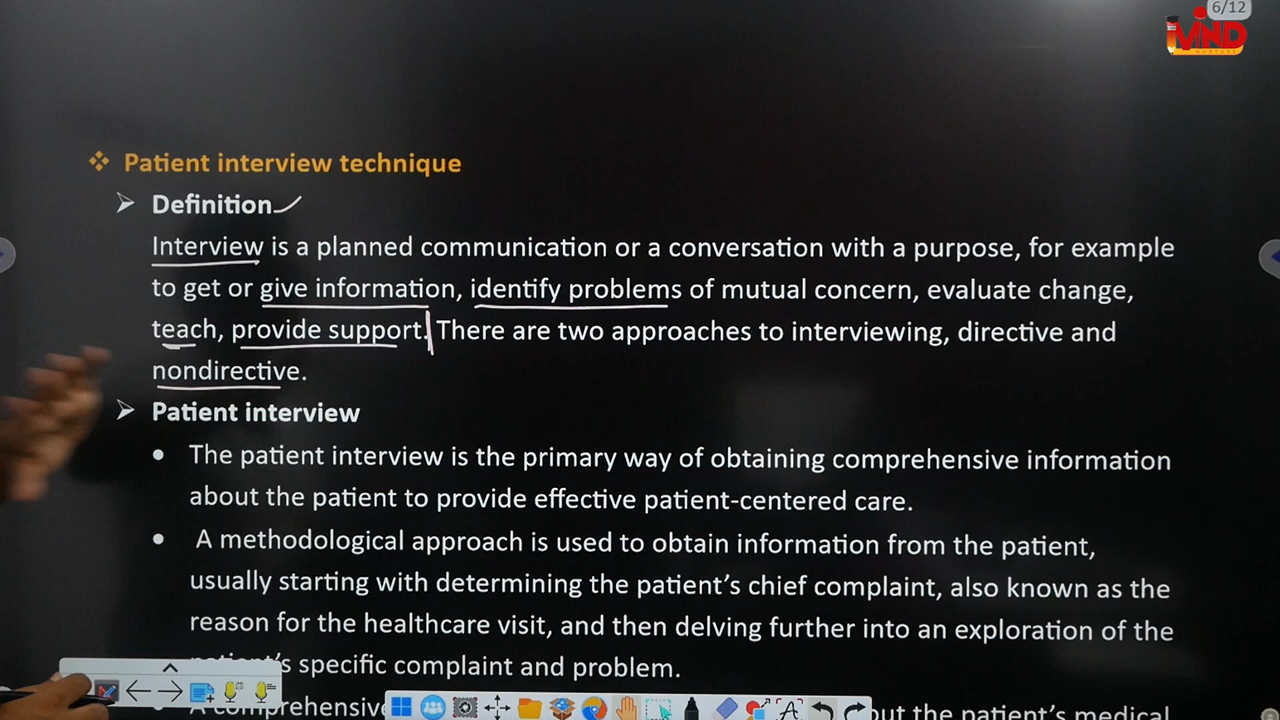 6/12
iMIND
NURTURE
❖ Patient interview technique
➢ Definition
Interview is a planned communication or a conversation with a purpose, for example
to get or give information, identify problems of mutual concern, evaluate change,
teach, provide support. There are two approaches to interviewing, directive and
nondirective.
➢ Patient interview
• The patient interview is the primary way of obtaining comprehensive information
about the patient to provide effective patient-centered care.
• A methodological approach is used to obtain information from the patient,
usually starting with determining the patient's chief complaint, also known as the
reason for the healthcare visit, and then delving further into an exploration of the
patient's specific complaint and problem.
A comprehensive out the patient's medical